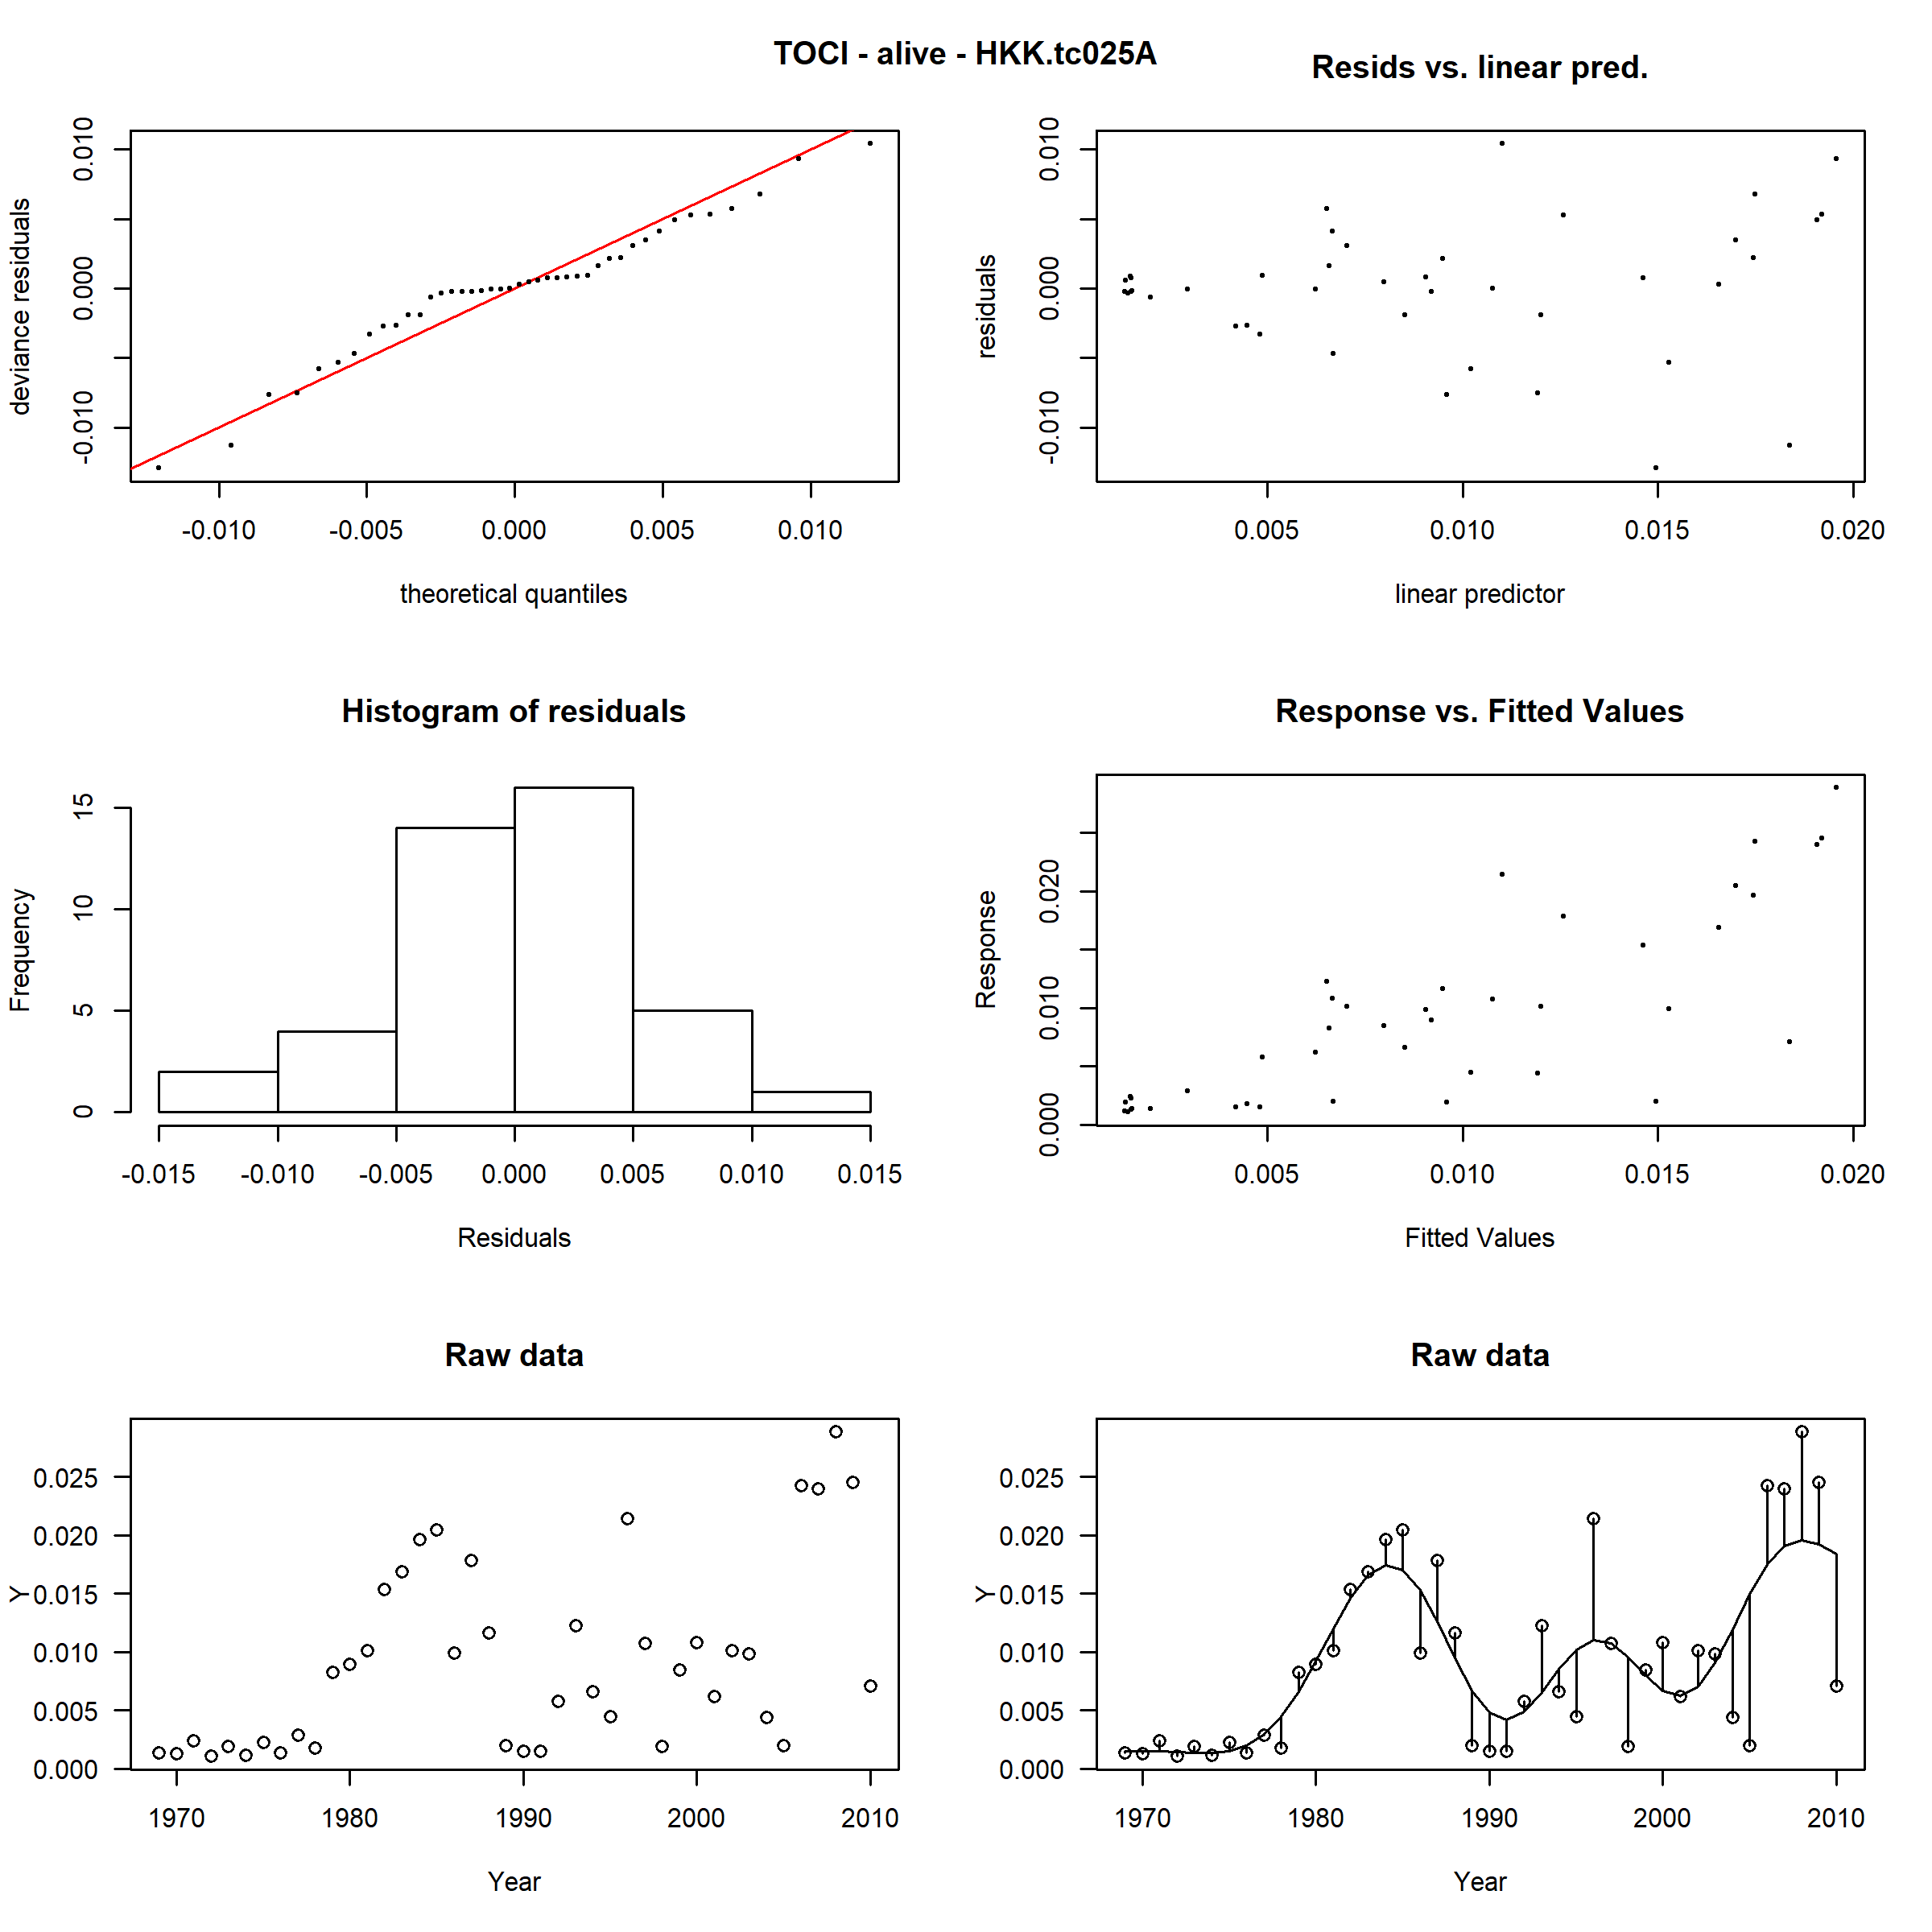 TOCI - alive - HKK.tc025A
Resids vs. linear pred.
deviance residuals
-0.010 0.000 0.010
-0.010 -0.005 0.000 0.005 0.010
theoretical quantiles
residuals
-0.010 0.000 0.010
0.005 0.010 0.015 0.020
linear predictor
Histogram of residuals
Frequency
0 5 10 15
-0.015 -0.010 -0.005 0.000 0.005 0.010 0.015
Residuals
Response vs. Fitted Values
Response
0.000 0.010 0.020
0.005 0.010 0.015 0.020
Fitted Values
Raw data
Y
0.025
0.020
0.015
0.010
0.005
0.000
1970 1980 1990 2000 2010
Year
Raw data
Y
0.025
0.020
0.015
0.010
0.005
0.000
1970 1980 1990 2000 2010
Year